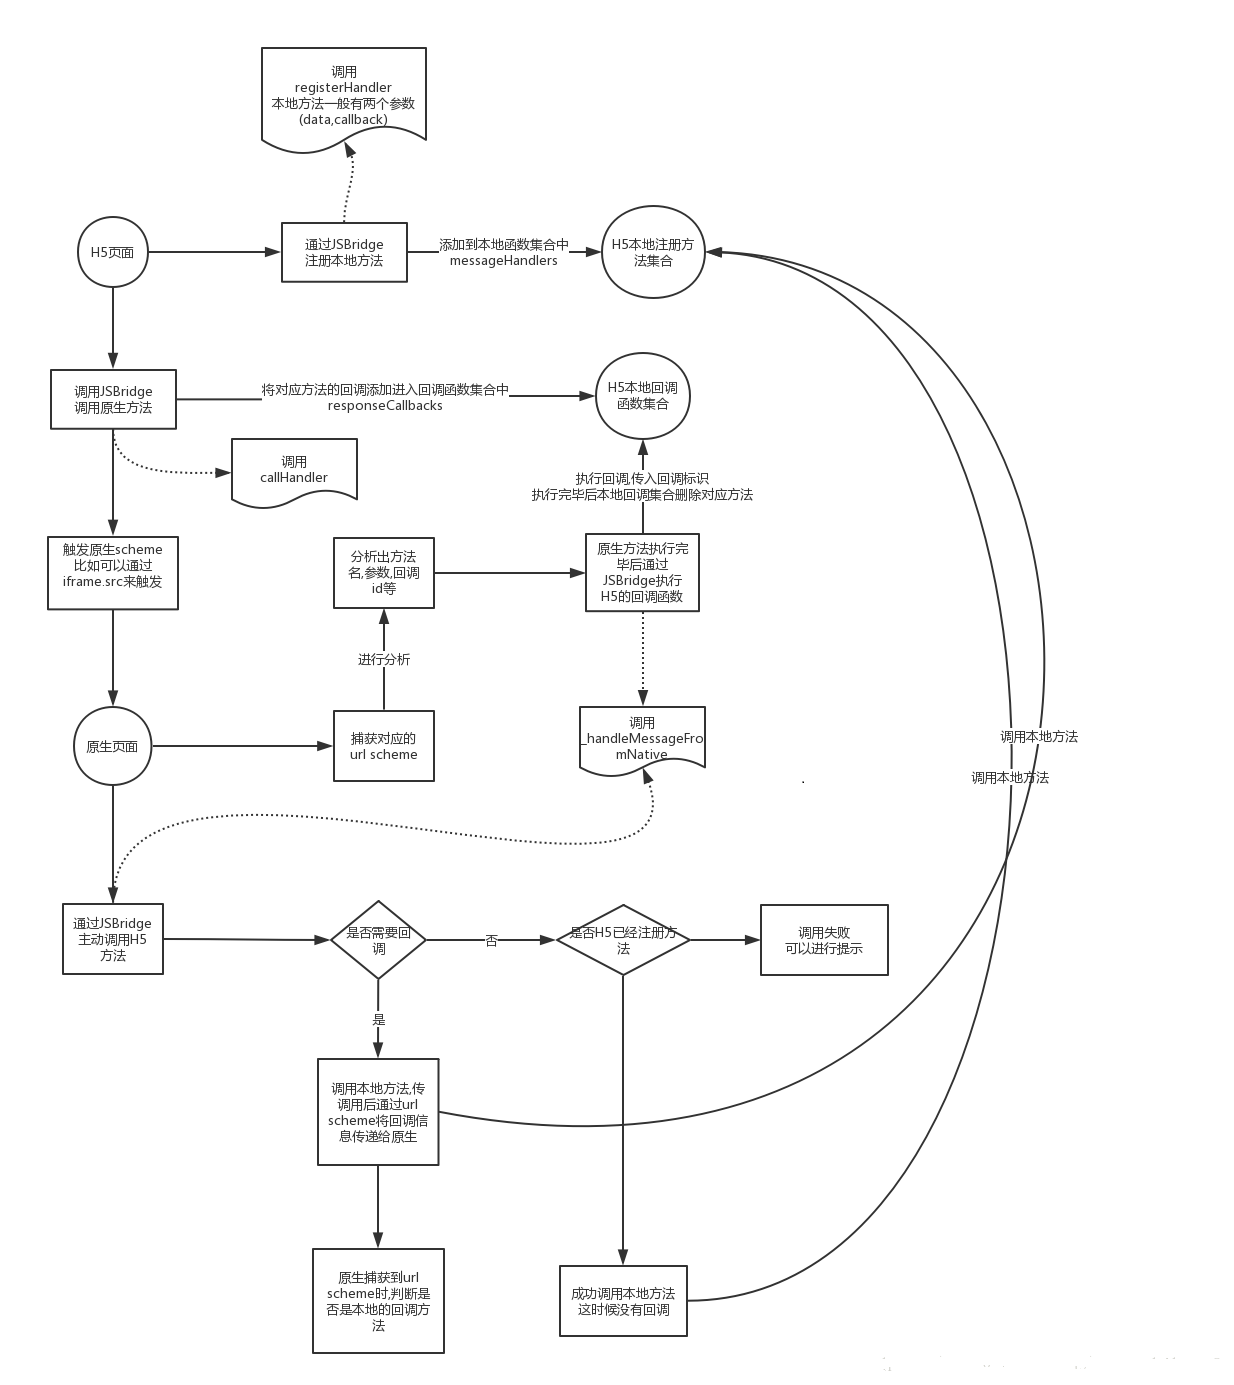 调用
registerHandler
本地方法一般有两个参数
(data,callback)
H5页面
通过JSBridge
注册本地方法
添加到本地函数集合中
messageHandlers
H5本地注册方
法集合
调用JSBridge
调用原生方法
将对应方法的回调添加进入回调函数集合中
responseCallbacks
H5本地回调
函数集合
调用
callHandler
执行回调,传入回调标识
执行完毕后本地回调集合删除对应方法
触发原生scheme
比如可以通过
iframe.src来触发
分析出方法
名,参数,回调
id等
原生方法执行完
毕后通过
JSBridge执行
H5的回调函数
进行分析
原生页面
捕获对应的
url scheme
调用
_handleMessageFro
mNative
调用本地方法
调用本地方法
通过JSBridge
主动调用H5
方法
是否需要回
调
否
是否H5已经注册方
法
调用失败
可以进行提示
是
调用本地方法,传
调用后通过url
scheme将回调信
息传递给原生
原生捕获到url
scheme时,判断是
否是本地的回调方
法
成功调用本地方法
这时候没有回调